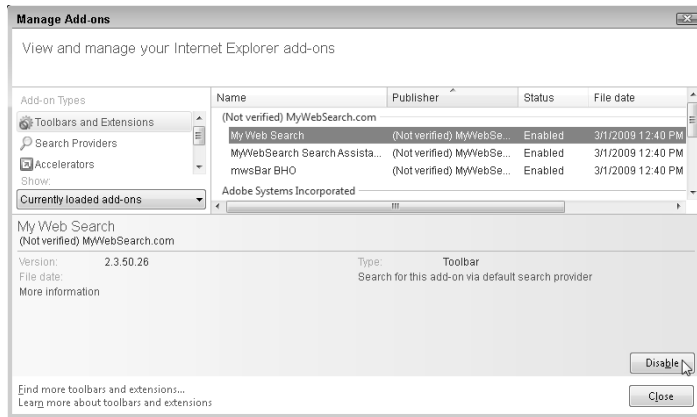 Manage Add-ons
View and manage your Internet Explorer add-ons
Add-on Types
Toolbars and Extensions
Search Providers
Accelerators
Show:
Currently loaded add-ons
Name Publisher Status File date
(Not verified) MyWebSearch.com
My Web Search (Not verified) MyWebSe... Enabled 3/1/2009 12:40 PM
MyWebSearch Search Assista... (Not verified) MyWebSe... Enabled 3/1/2009 12:40 PM
mwsBar BHO (Not verified) MyWebSe... Enabled 3/1/2009 12:40 PM
Adobe Systems Incorporated
My Web Search
(Not verified) MyWebSearch.com
Version: 2.3.50.26 Type: Toolbar
File date: Search for this add-on via default search provider
More information
Disable
Find more toolbars and extensions...
Learn more about toolbars and extensions
Close